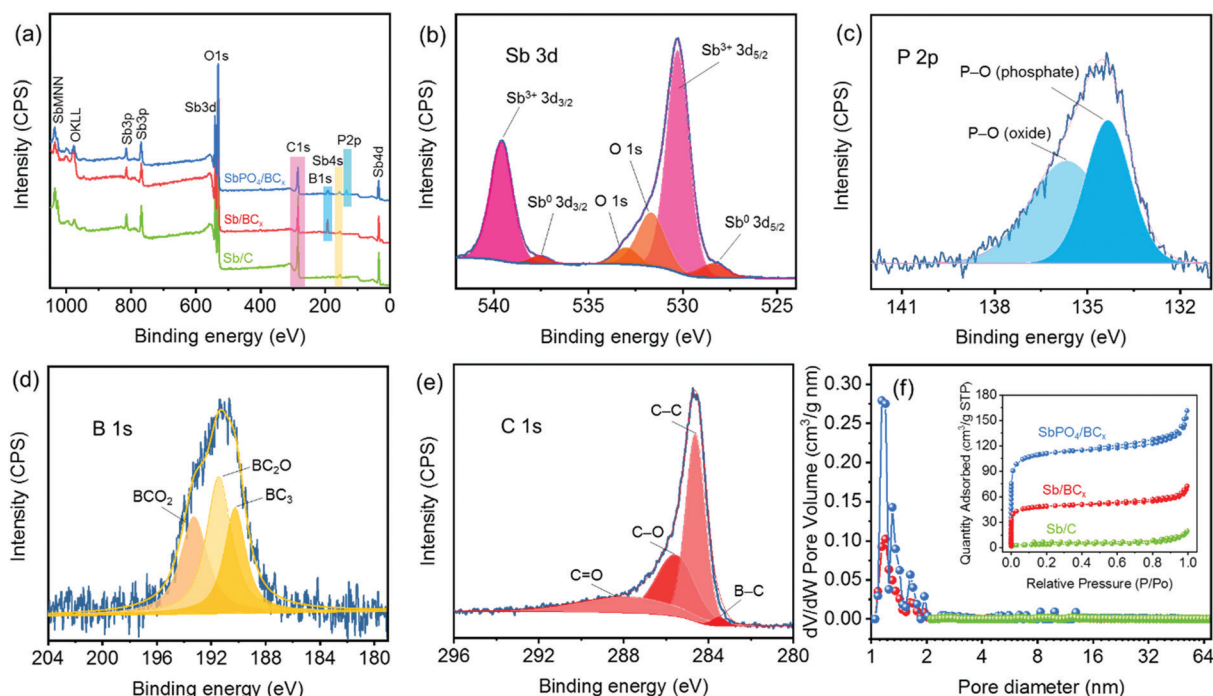 (a)
Intensity (CPS)
SbMNN
OKLL
Sb3p
Sb3p
Sb3d
O1s
C1s
Sb4s
B1s
P2p
Sb4d
SbPO₄/BCₓ
Sb/BCₓ
Sb/C
1000 800 600 400 200 0
Binding energy (eV)
(b)
Intensity (CPS)
Sb 3d
Sb³⁺ 3d₅/₂
Sb³⁺ 3d₃/₂
O 1s
O 1s
Sb⁰ 3d₃/₂
Sb⁰ 3d₅/₂
540 535 530 525
Binding energy (eV)
(c)
Intensity (CPS)
P 2p
P–O (phosphate)
P–O (oxide)
141 138 135 132
Binding energy (eV)
(d)
Intensity (CPS)
B 1s
BC₂O
BCO₂
BC₃
204 200 196 192 188 184 180
Binding energy (eV)
(e)
Intensity (CPS)
C 1s
C–C
C–O
C=O
B–C
296 292 288 284 280
Binding energy (eV)
(f)
dV/dW Pore Volume (cm³/g nm)
0.30
0.25
0.20
0.15
0.10
0.05
0.00
1 2 4 8 16 32 64
Pore diameter (nm)
Quantity Adsorbed (cm³/g STP)
180
150
120
90
60
30
0
SbPO₄/BCₓ
Sb/BCₓ
Sb/C
0.0 0.2 0.4 0.6 0.8 1.0
Relative Pressure (P/Po)